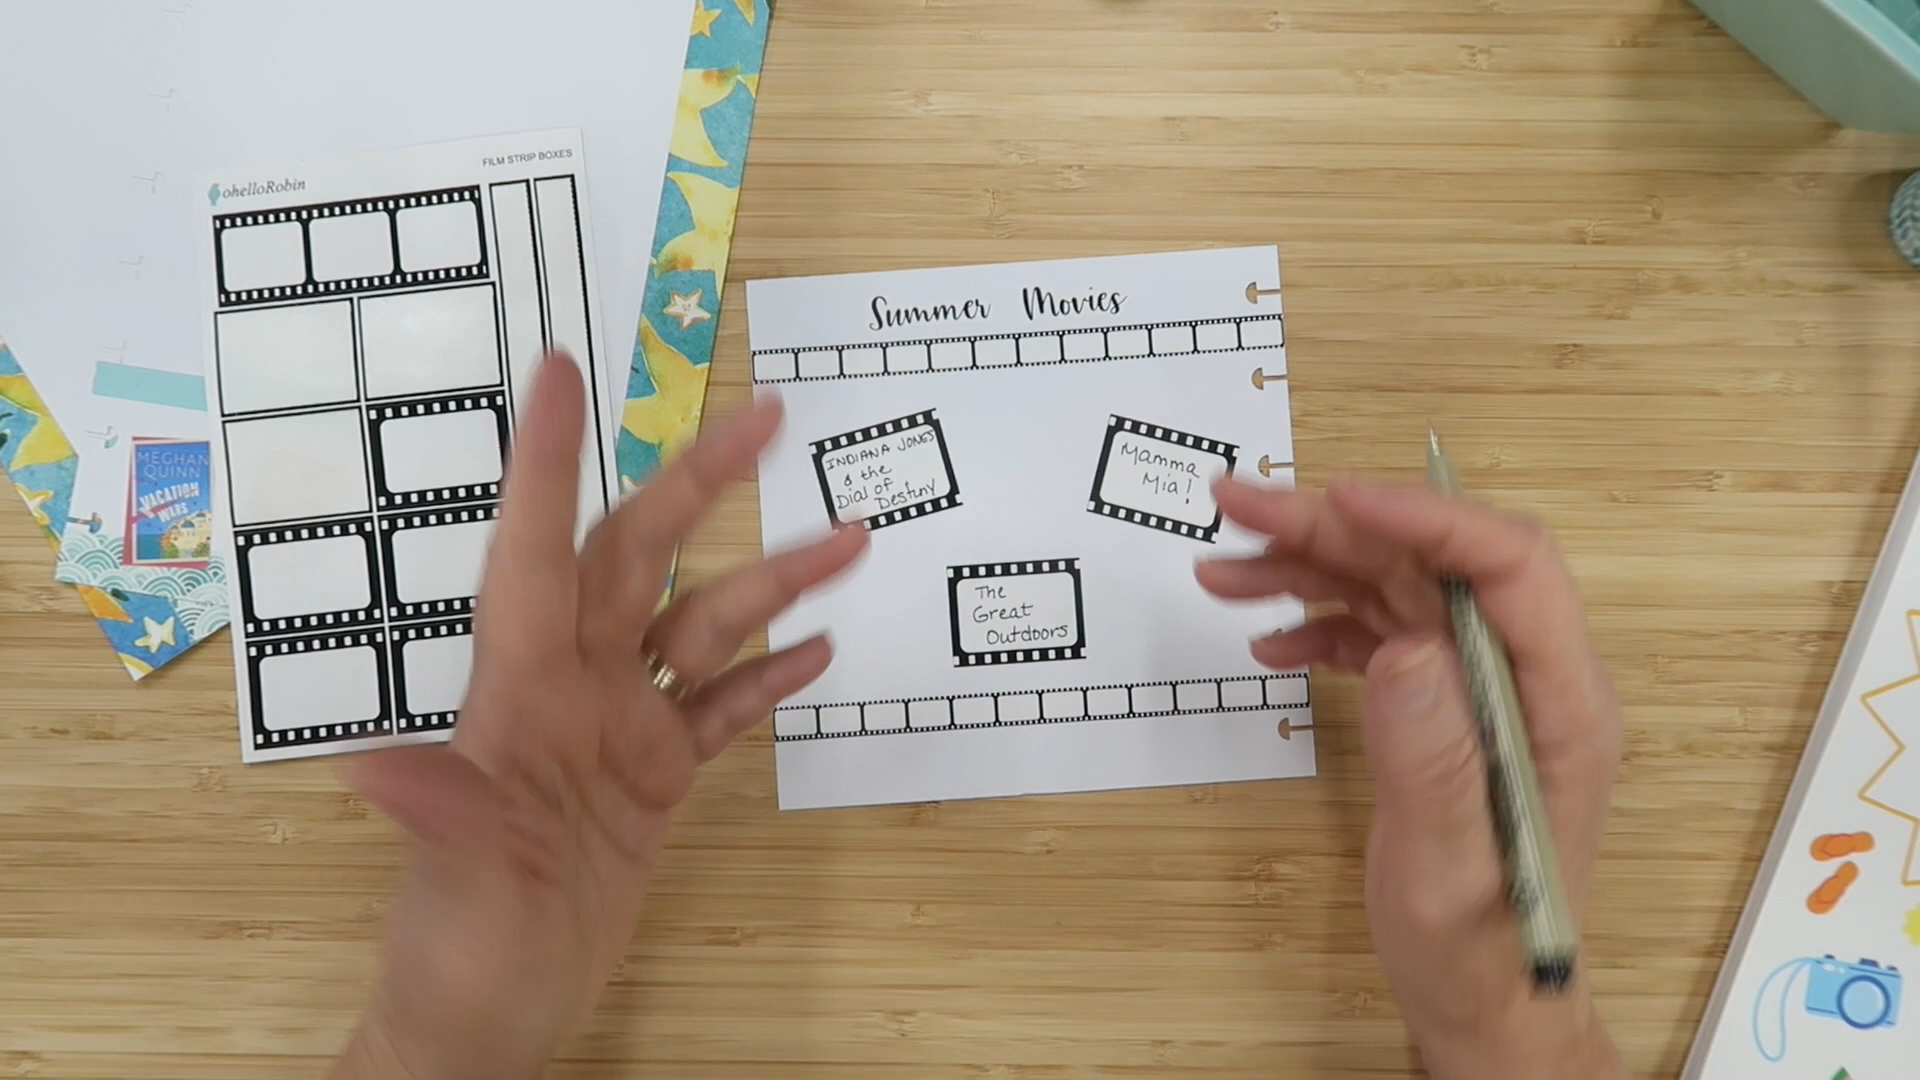 FILM STRIP BOXES
ohelloRobin
MEGHAN
QUINN
VACATION
WARS
Summer Movies
INDIANA JONES
& the
Dial of
Destiny
Mamma
Mia!
The
Great
Outdoors